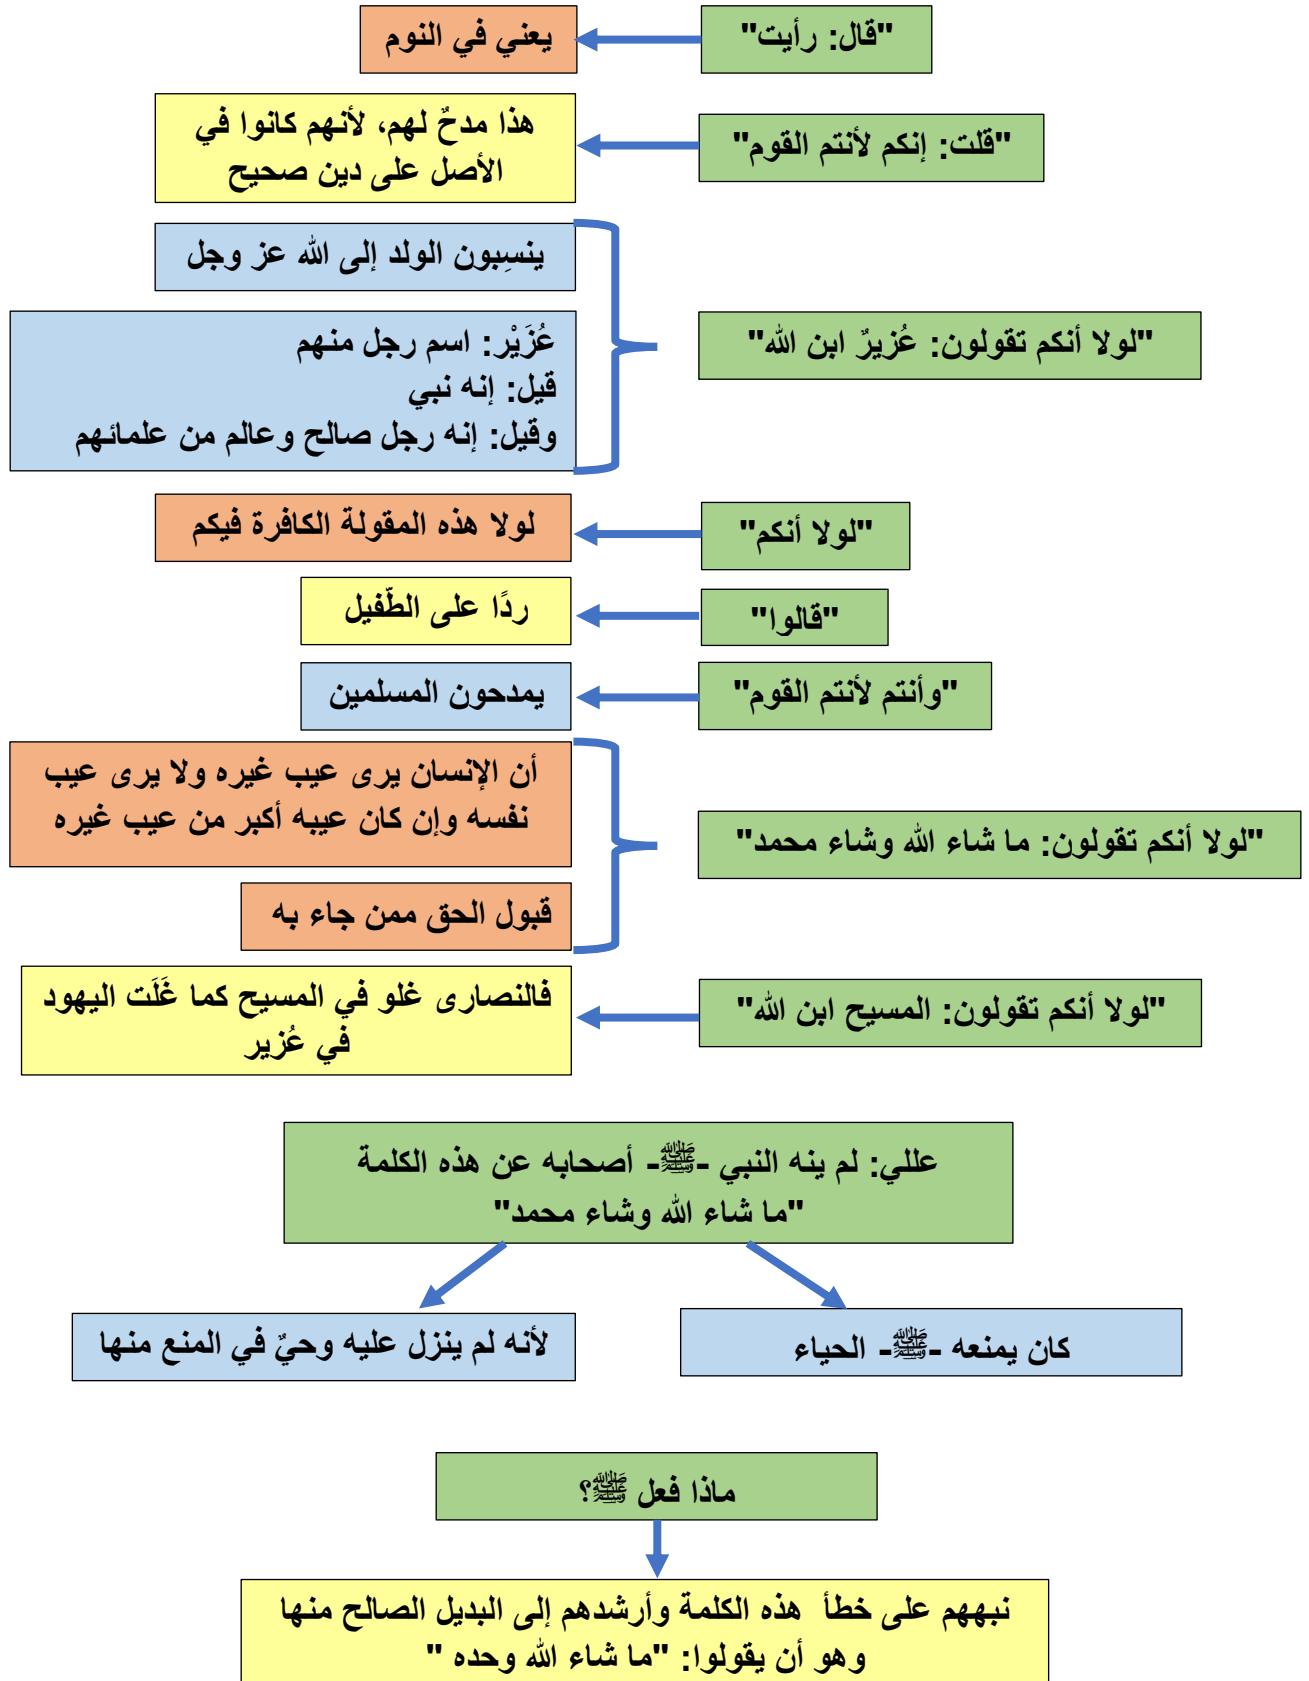 "قال: رأيت"
يعني في النوم
"قلت: إنكم لأنتم القوم"
هذا مدحٌ لهم، لأنهم كانوا في
الأصل على دين صحيح
"لولا أنكم تقولون: عُزيرٌ ابن الله"
ينسِبون الولد إلى الله عز وجل
عُزَيْر: اسم رجل منهم
قيل: إنه نبي
وقيل: إنه رجل صالح وعالم من علمائهم
"لولا أنكم"
لولا هذه المقولة الكافرة فيكم
"قالوا"
ردًا على الطّفيل
"وأنتم لأنتم القوم"
يمدحون المسلمين
"لولا أنكم تقولون: ما شاء الله وشاء محمد"
أن الإنسان يرى عيب غيره ولا يرى عيب
نفسه وإن كان عيبه أكبر من عيب غيره
قبول الحق ممن جاء به
"لولا أنكم تقولون: المسيح ابن الله"
فالنصارى غلو في المسيح كما غَلَت اليهود
في عُزير
عللي: لم ينه النبي -ﷺ- أصحابه عن هذه الكلمة
"ما شاء الله وشاء محمد"
كان يمنعه -ﷺ- الحياء
لأنه لم ينزل عليه وحيٌ في المنع منها
ماذا فعل ﷺ؟
نبههم على خطأ هذه الكلمة وأرشدهم إلى البديل الصالح منها
وهو أن يقولوا: "ما شاء الله وحده "